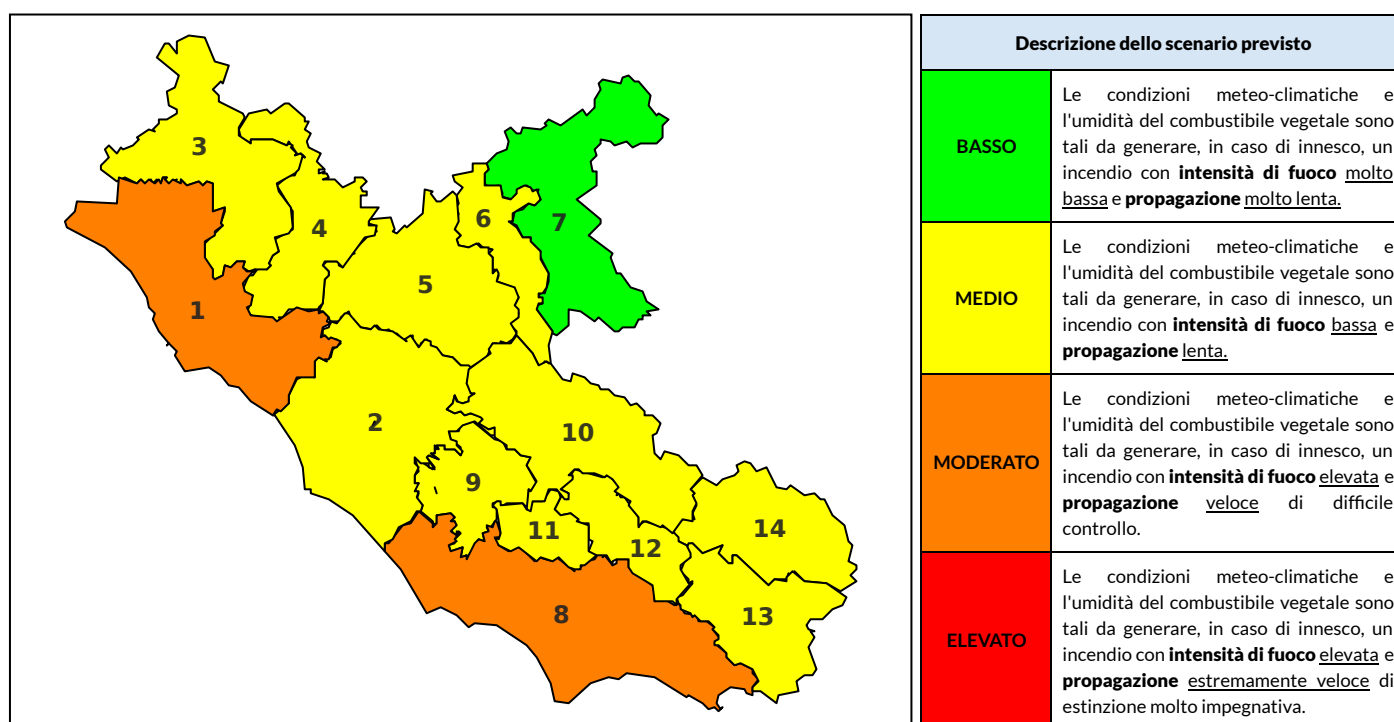 3
4
6
7
5
1
2
10
9
11
12
14
8
13
Descrizione dello scenario previsto
BASSO
Le condizioni meteo-climatiche e
l'umidità del combustibile vegetale sono
tali da generare, in caso di innesco, un
incendio con intensità di fuoco molto
bassa e propagazione molto lenta.
MEDIO
Le condizioni meteo-climatiche e
l'umidità del combustibile vegetale sono
tali da generare, in caso di innesco, un
incendio con intensità di fuoco bassa e
propagazione lenta.
MODERATO
Le condizioni meteo-climatiche e
l'umidità del combustibile vegetale sono
tali da generare, in caso di innesco, un
incendio con intensità di fuoco elevata e
propagazione veloce di difficile
controllo.
ELEVATO
Le condizioni meteo-climatiche e
l'umidità del combustibile vegetale sono
tali da generare, in caso di innesco, un
incendio con intensità di fuoco elevata e
propagazione estremamente veloce di
estinzione molto impegnativa.